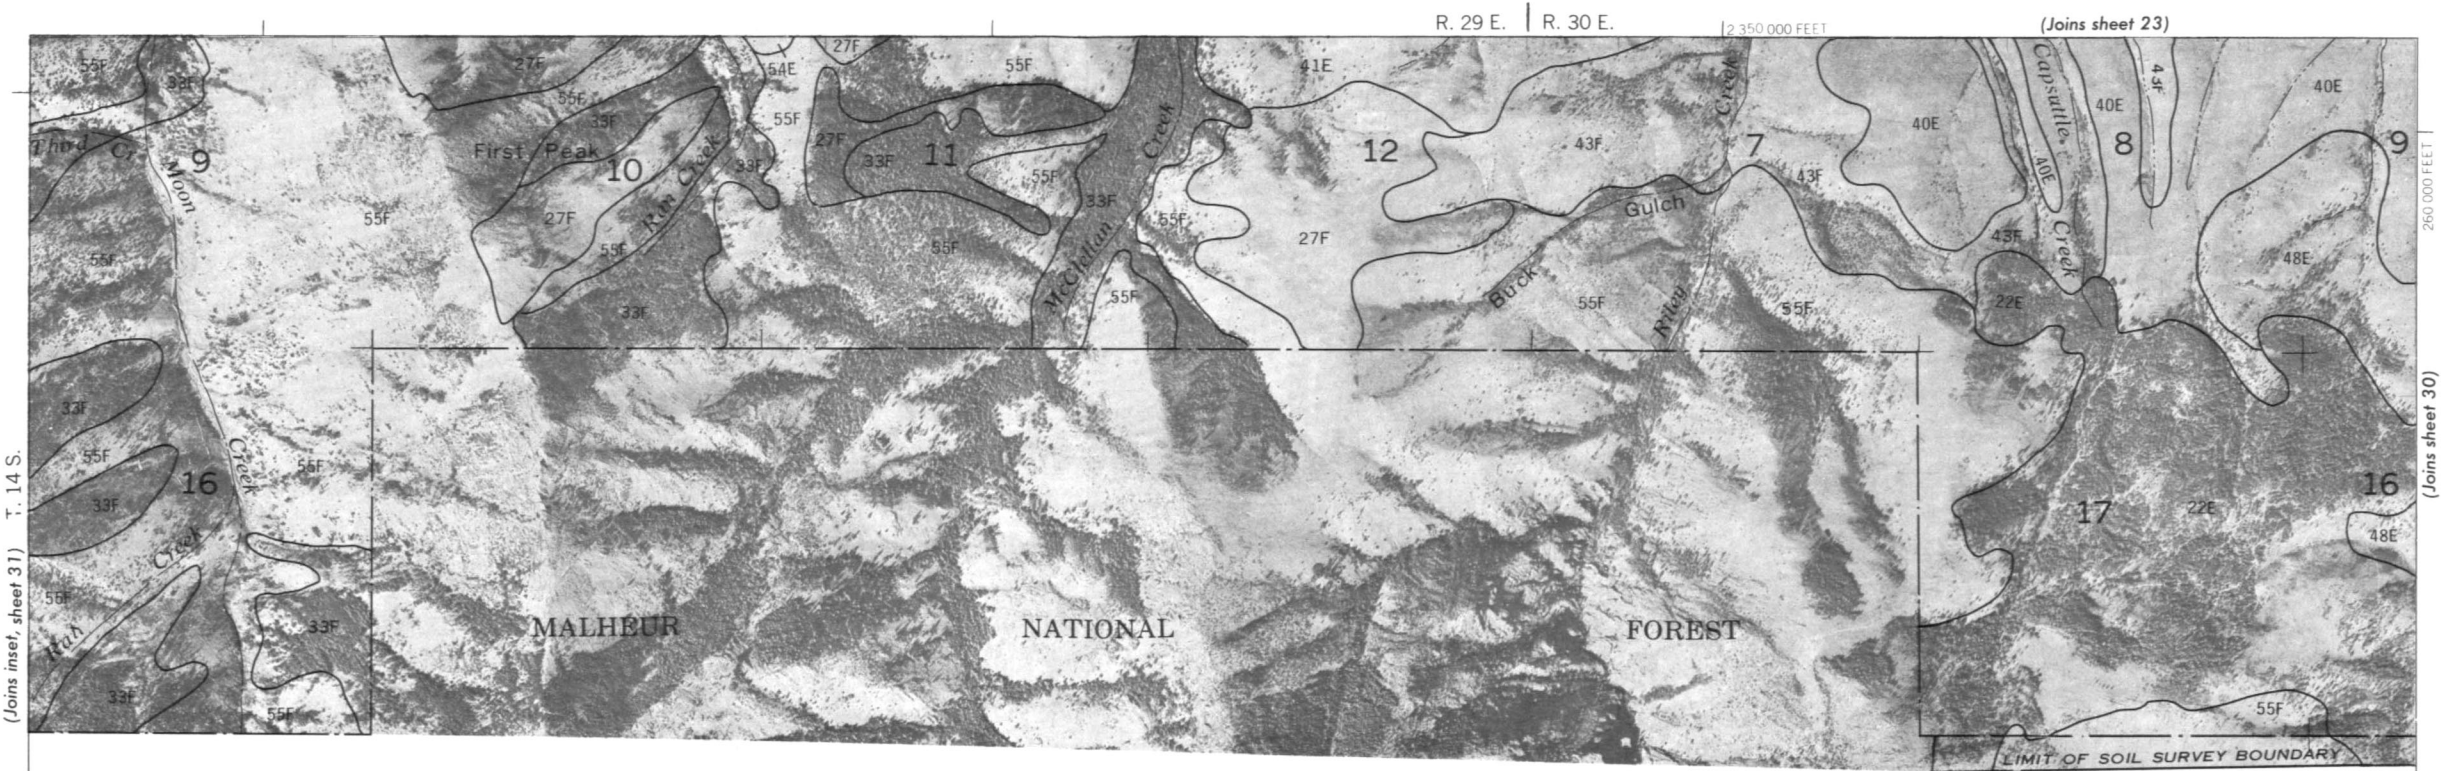 R. 29 E. R. 30 E.
2 350 000 FEET
(Joins sheet 23)
55F
33F
27F
55F
33F
54E
27F
55F
41E
Creek
Capsuttle
Creek
40E
43F
40E
40E
40E
Third Cr
9
Moon
Creek
First Peak
10
Ran Creek
33F
55F
27F
33F
11
55F
33F
McClellan
Creek
12
43F
7
43F
8
9
260 000 FEET
55F
55F
27F
55F
33F
55F
55F
55F
27F
Buck
Gulch
55F
Riley
55F
43F
22E
48E
33F
55F
33F
16
55F
T. 14 S.
(Joins inset, sheet 31)
(Joins sheet 30)
17
22E
16
48E
Creek
55F
33F
33F
55F
MALHEUR NATIONAL FOREST
55F
LIMIT OF SOIL SURVEY BOUNDARY